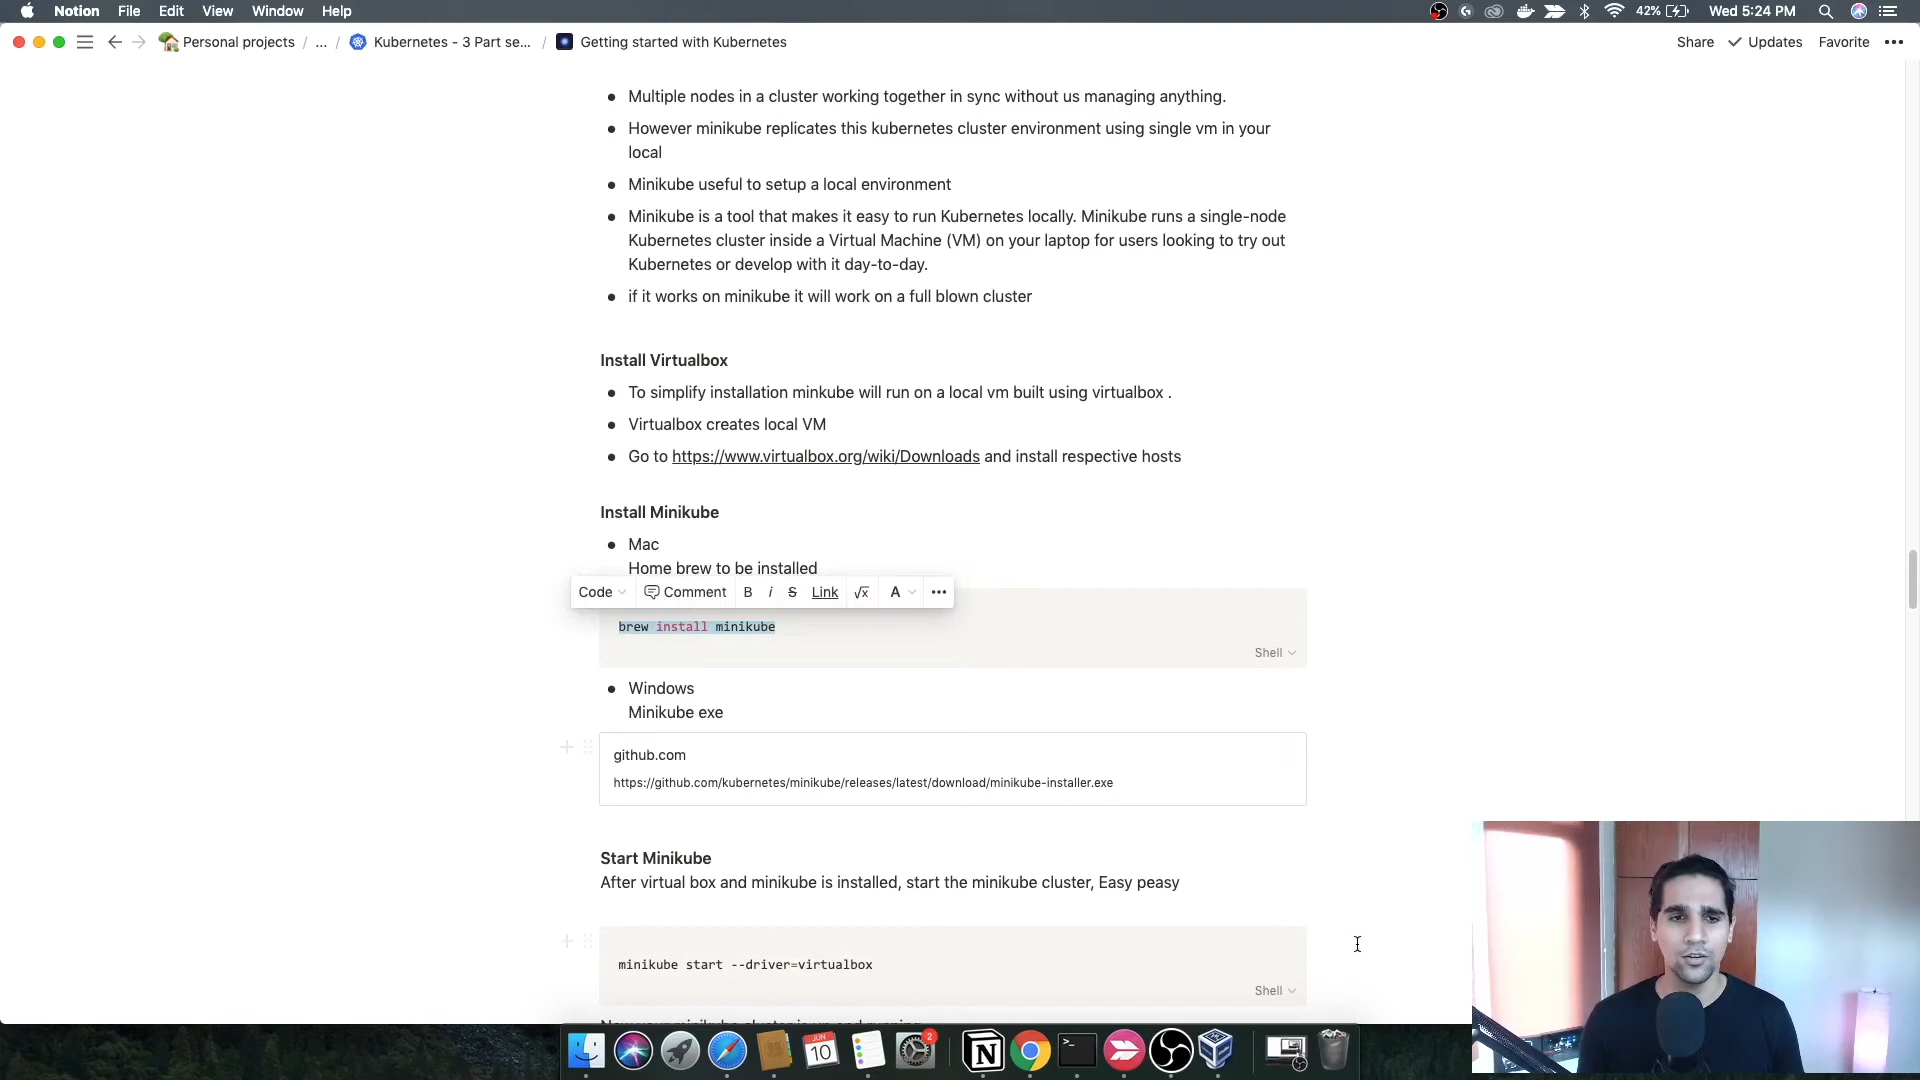 Notion File Edit View Window Help 42% Wed 5:24 PM
Personal projects / ... / Kubernetes - 3 Part se... / Getting started with Kubernetes Share Updates Favorite
Multiple nodes in a cluster working together in sync without us managing anything.
However minikube replicates this kubernetes cluster environment using single vm in your
local
Minikube useful to setup a local environment
Minikube is a tool that makes it easy to run Kubernetes locally. Minikube runs a single-node
Kubernetes cluster inside a Virtual Machine (VM) on your laptop for users looking to try out
Kubernetes or develop with it day-to-day.
if it works on minikube it will work on a full blown cluster
Install Virtualbox
To simplify installation minkube will run on a local vm built using virtualbox .
Virtualbox creates local VM
Go to https://www.virtualbox.org/wiki/Downloads and install respective hosts
Install Minikube
Mac
Home brew to be installed
Code Comment B i S Link √x A
brew install minikube
Shell
Windows
Minikube exe
github.com
https://github.com/kubernetes/minikube/releases/latest/download/minikube-installer.exe
Start Minikube
After virtual box and minikube is installed, start the minikube cluster, Easy peasy
minikube start --driver=virtualbox
Shell
JUN
10
2